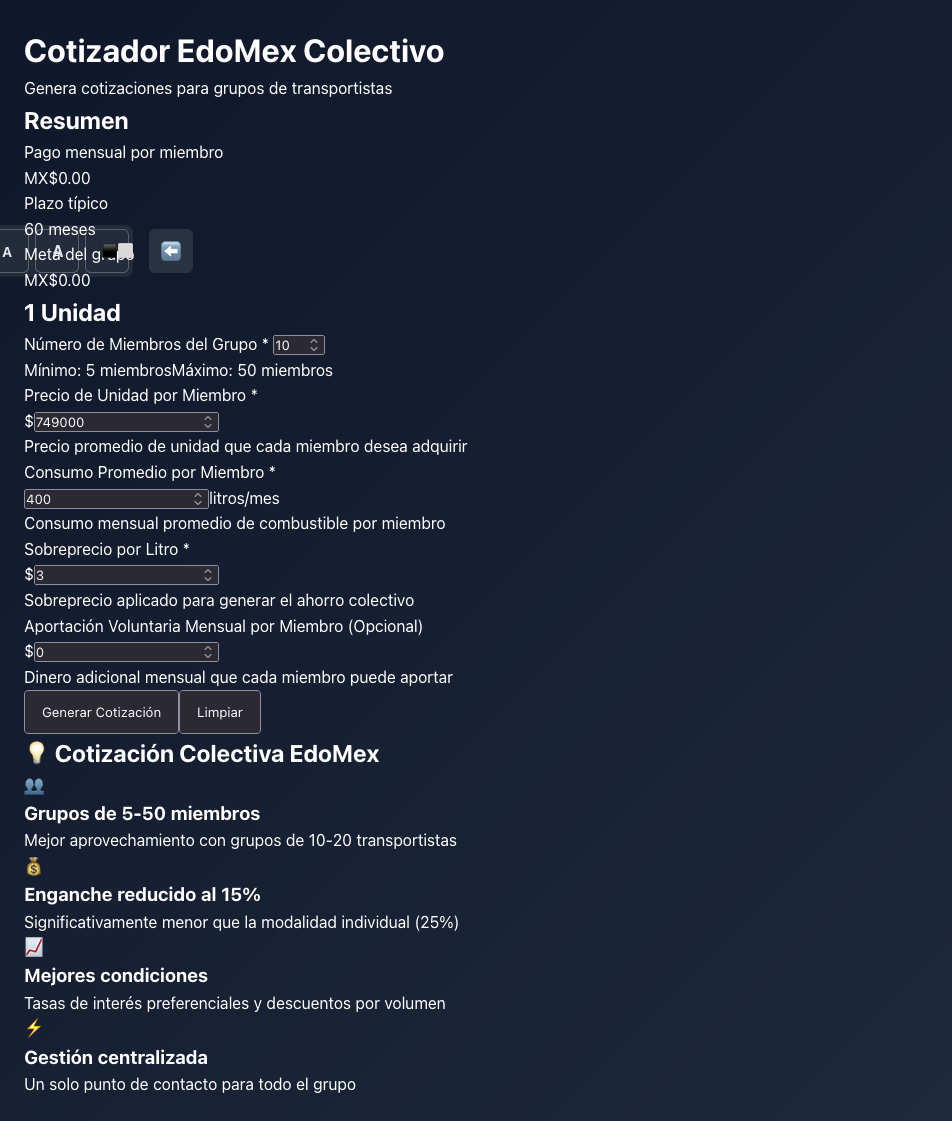 Cotizador EdoMex Colectivo
Genera cotizaciones para grupos de transportistas
Resumen
Pago mensual por miembro
MX$0.00
Plazo típico
60 meses
A A
Meta del grupo
MX$0.00
1 Unidad
Número de Miembros del Grupo * 10
Mínimo: 5 miembrosMáximo: 50 miembros
Precio de Unidad por Miembro *
$749000
Precio promedio de unidad que cada miembro desea adquirir
Consumo Promedio por Miembro *
400 litros/mes
Consumo mensual promedio de combustible por miembro
Sobreprecio por Litro *
$3
Sobreprecio aplicado para generar el ahorro colectivo
Aportación Voluntaria Mensual por Miembro (Opcional)
$0
Dinero adicional mensual que cada miembro puede aportar
Generar Cotización Limpiar
💡 Cotización Colectiva EdoMex
👥
Grupos de 5-50 miembros
Mejor aprovechamiento con grupos de 10-20 transportistas
💰
Enganche reducido al 15%
Significativamente menor que la modalidad individual (25%)
📈
Mejores condiciones
Tasas de interés preferenciales y descuentos por volumen
⚡
Gestión centralizada
Un solo punto de contacto para todo el grupo